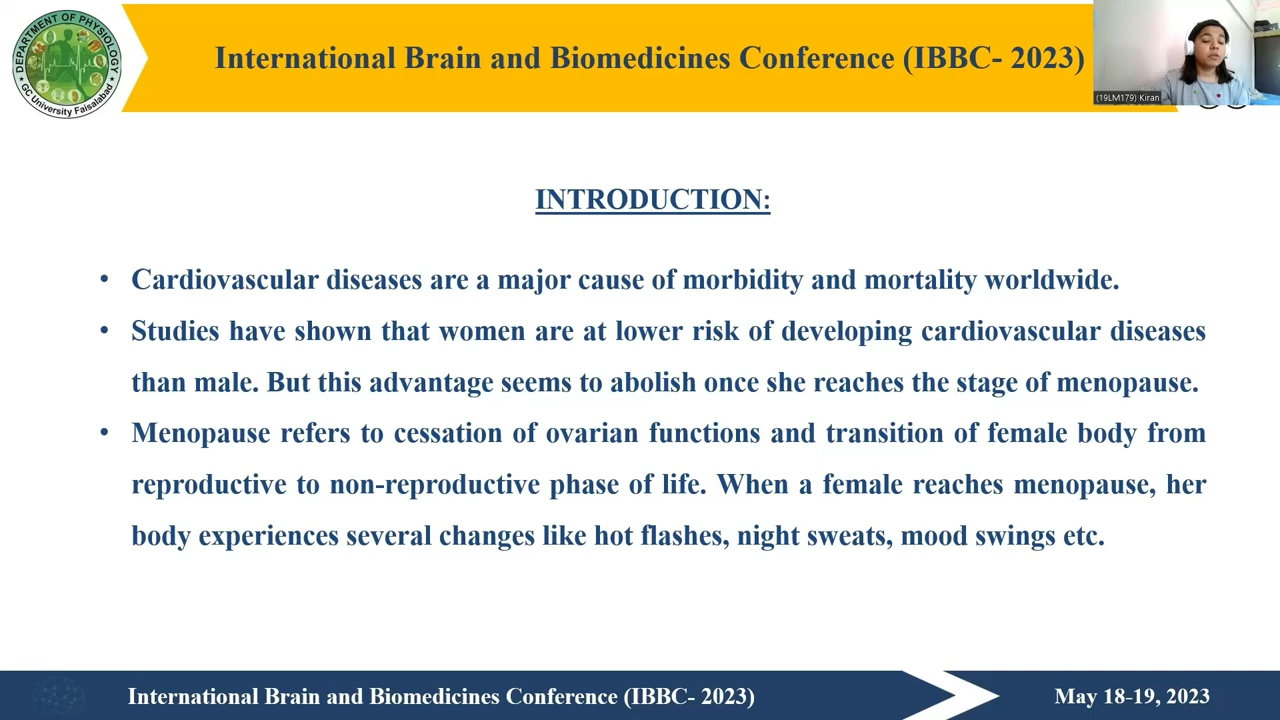 DEPARTMENT OF PHYSIOLOGY
GC University Faisalabad
International Brain and Biomedicines Conference (IBBC- 2023)
(19LM179) Kiran
INTRODUCTION:
• Cardiovascular diseases are a major cause of morbidity and mortality worldwide.
• Studies have shown that women are at lower risk of developing cardiovascular diseases
than male. But this advantage seems to abolish once she reaches the stage of menopause.
• Menopause refers to cessation of ovarian functions and transition of female body from
reproductive to non-reproductive phase of life. When a female reaches menopause, her
body experiences several changes like hot flashes, night sweats, mood swings etc.
International Brain and Biomedicines Conference (IBBC- 2023)
May 18-19, 2023